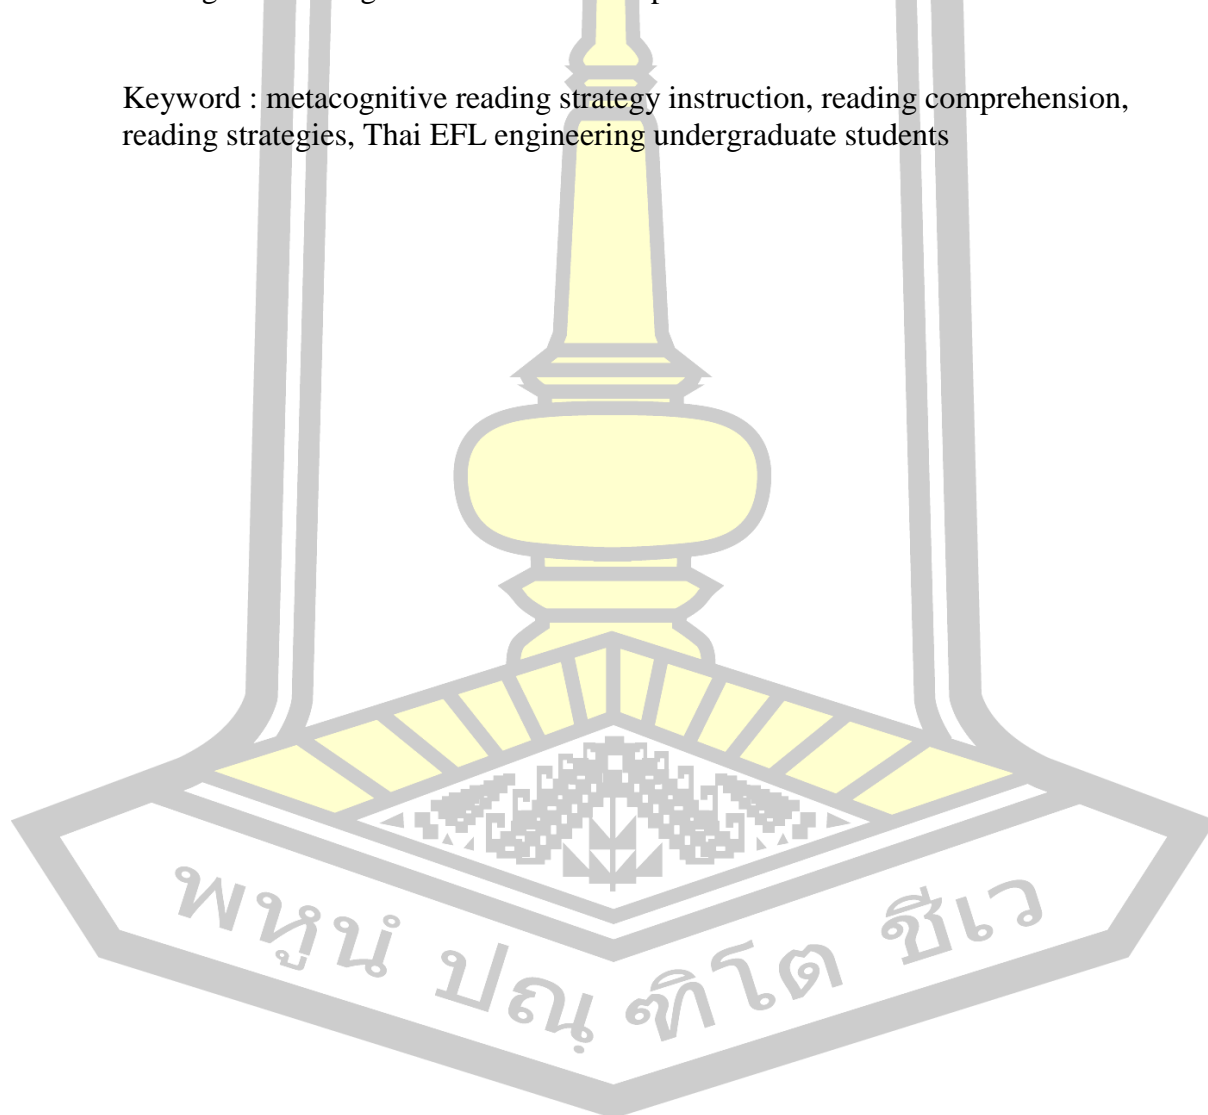 Keyword : metacognitive reading strategy instruction, reading comprehension,
reading strategies, Thai EFL engineering undergraduate students
พหูนํ ปณฺฑิโต ชีเว